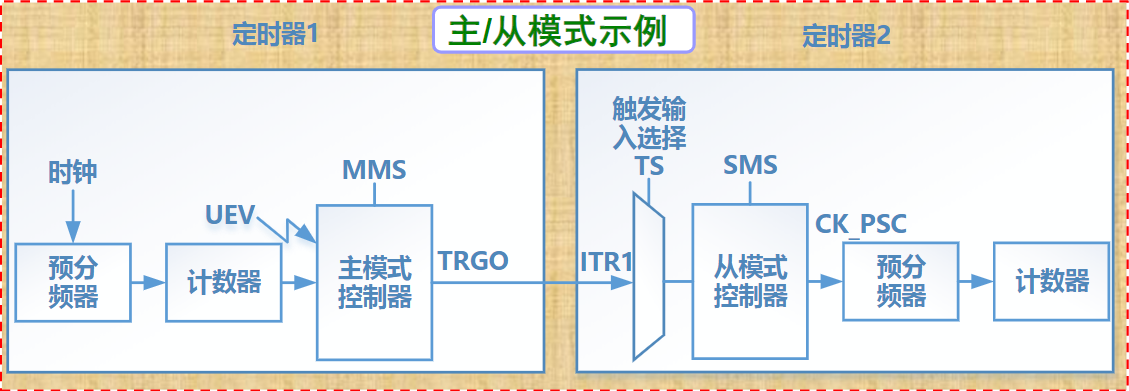 主/从模式示例
定时器1
定时器2
时钟
UEV
MMS
预分
频器
计数器
主模式
控制器
TRGO
ITR1
触发输
入选择
TS
SMS
从模式
控制器
CK_PSC
预分
频器
计数器